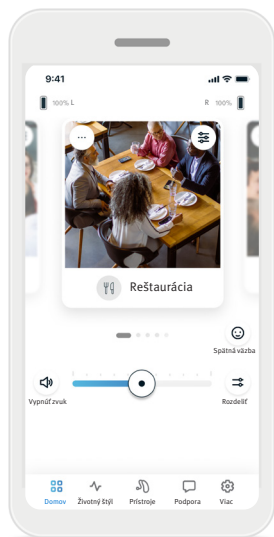 9:41
100% L
R 100%
...
Reštaurácia
Spätná väzba
Vypnúť zvuk
Rozdeliť
Domov
Životný štýl
Prístroje
Podpora
Viac